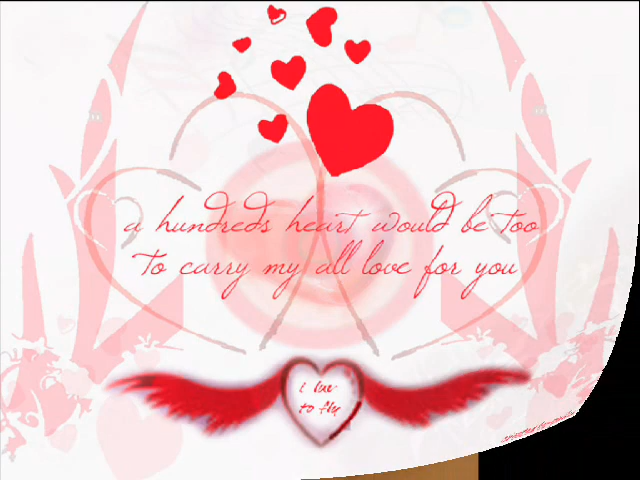 a hundreds heart would be too
to carry my all love for you
i luv
to fly